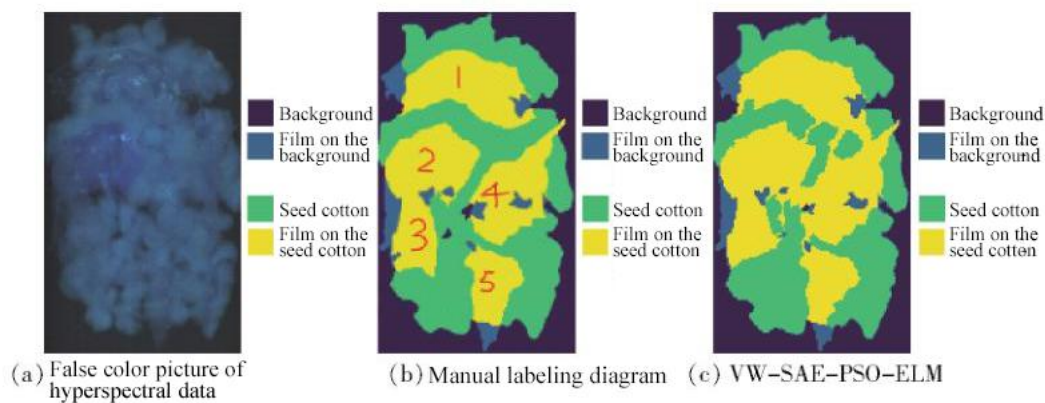 Background
Film on the
background
Seed cotton
Film on the
seed cotton
(a) False color picture of
hyperspectral data
1
2
3
4
5
Background
Film on the
background
Seed cotton
Film on the
seed cotton
(b) Manual labeling diagram
Background
Film on the
background
Seed cotton
Film on the
seed cotton
(c) VW-SAE-PSO-ELM